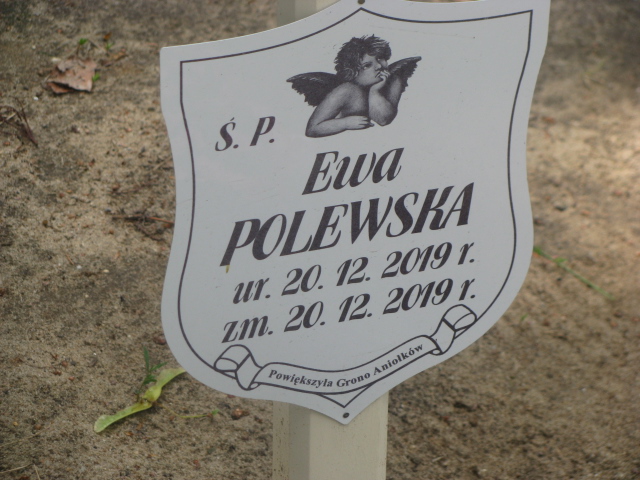 Ś. P.
Ewa
POLEWSKA
ur. 20. 12. 2019 r.
zm. 20. 12. 2019 r.
Powiększyła Grono Aniołków